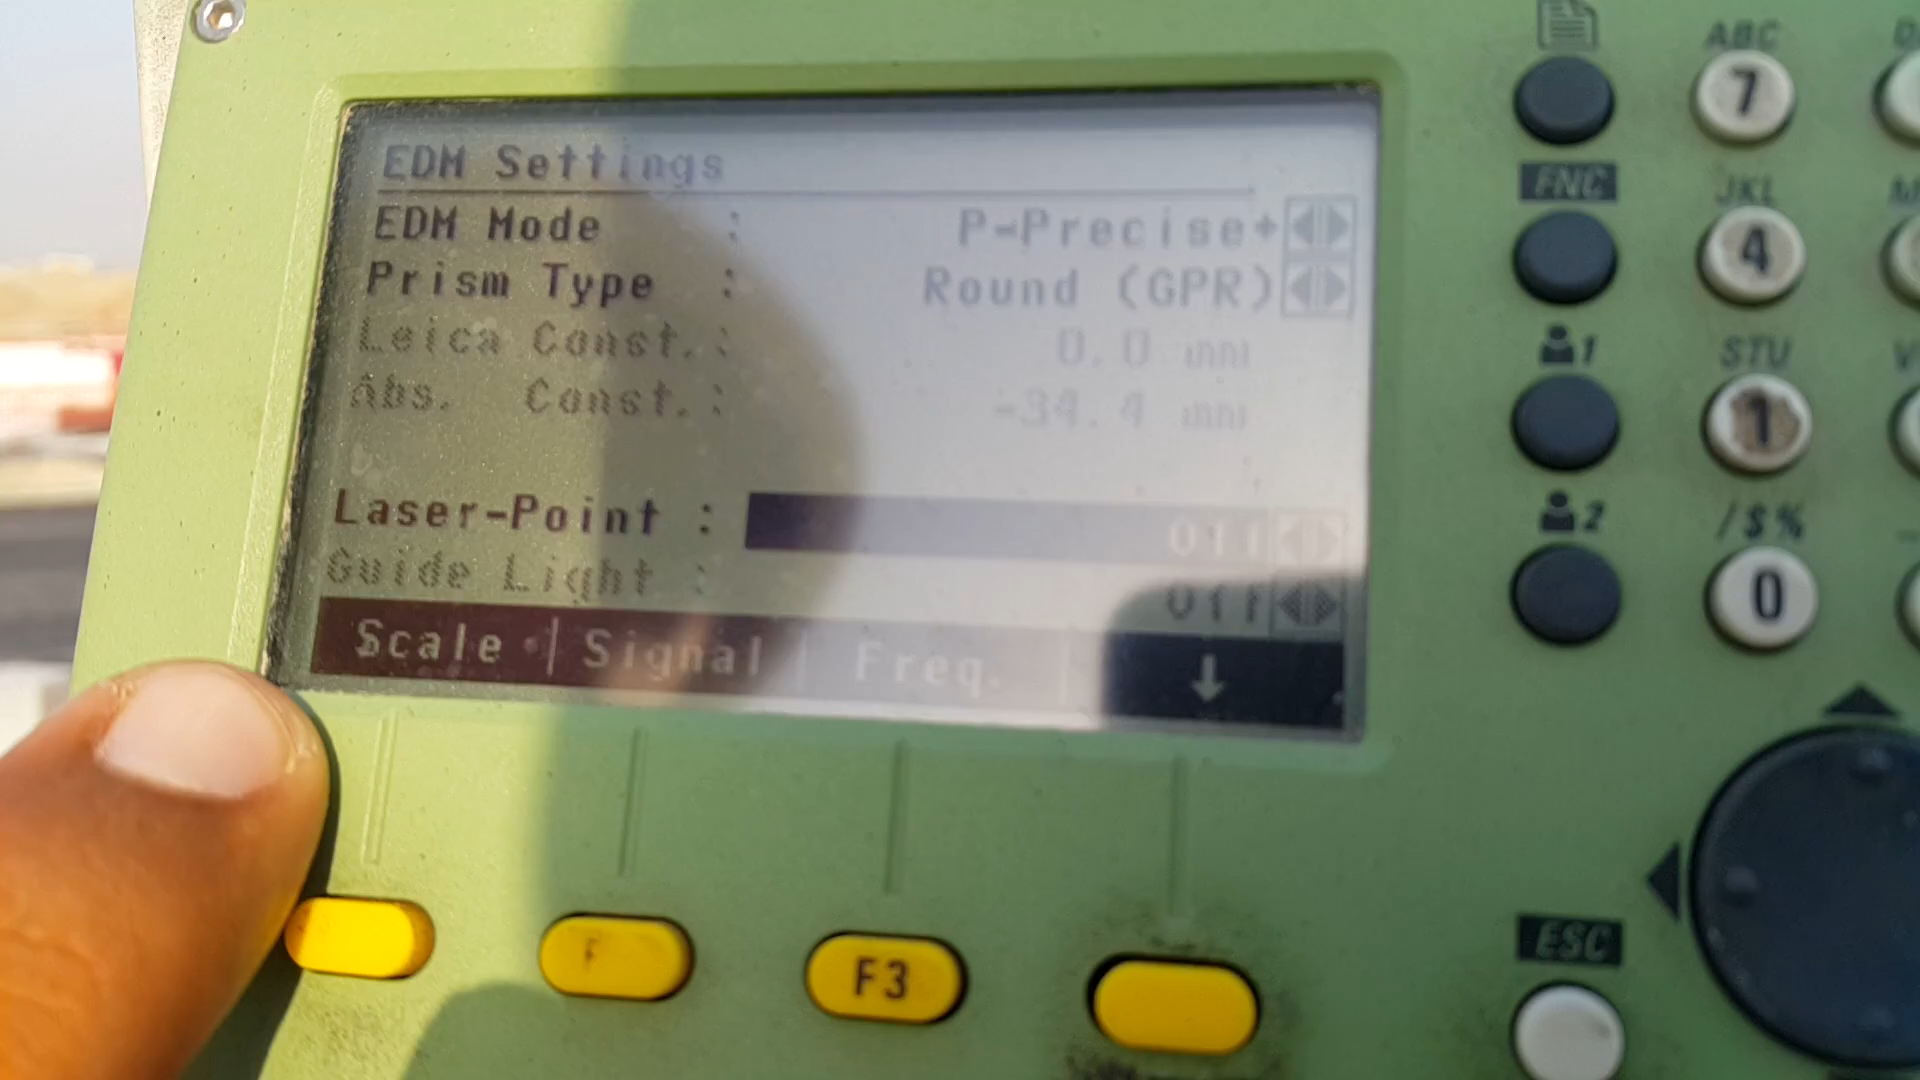 EDM Settings
EDM Mode : P-Precise+
Prism Type : Round (GPR)
Leica Const. : 0.0 mm
Abs. Const. : -34.4 mm
Laser-Point : Off
Guide Light : Off
Scale | Signal | Freq. | ↓
F
F3
ABC
7
FNC
JKL
4
1
STU
1
2
/$%
0
ESC